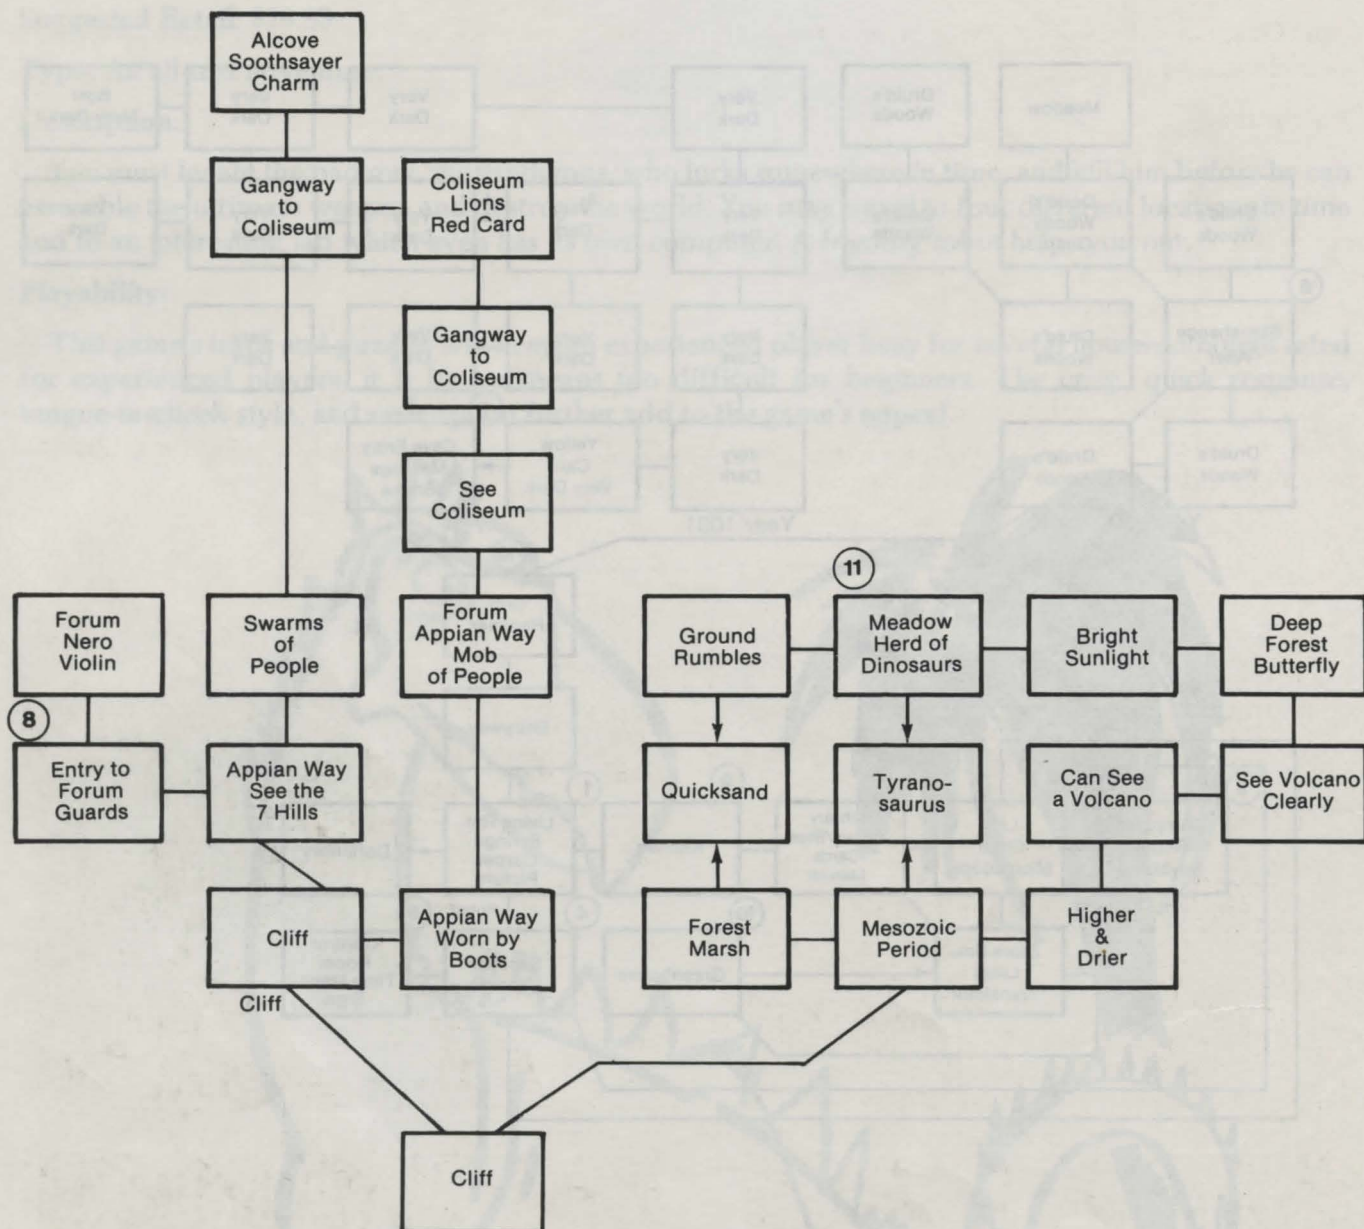 Alcove
Soothsayer
Charm
Gangway
to
Coliseum
Coliseum
Lions
Red Card
Gangway
to
Coliseum
See
Coliseum
11
Forum
Nero
Violin
Swarms
of
People
Forum
Appian Way
Mob
of People
Ground
Rumbles
Meadow
Herd of
Dinosaurs
Bright
Sunlight
Deep
Forest
Butterfly
8
Entry to
Forum
Guards
Appian Way
See the
7 Hills
Quicksand
Tyrano-
saurus
Can See
a Volcano
See Volcano
Clearly
Cliff
Appian Way
Worn by
Boots
Forest
Marsh
Mesozoic
Period
Higher
&
Drier
Cliff
Cliff